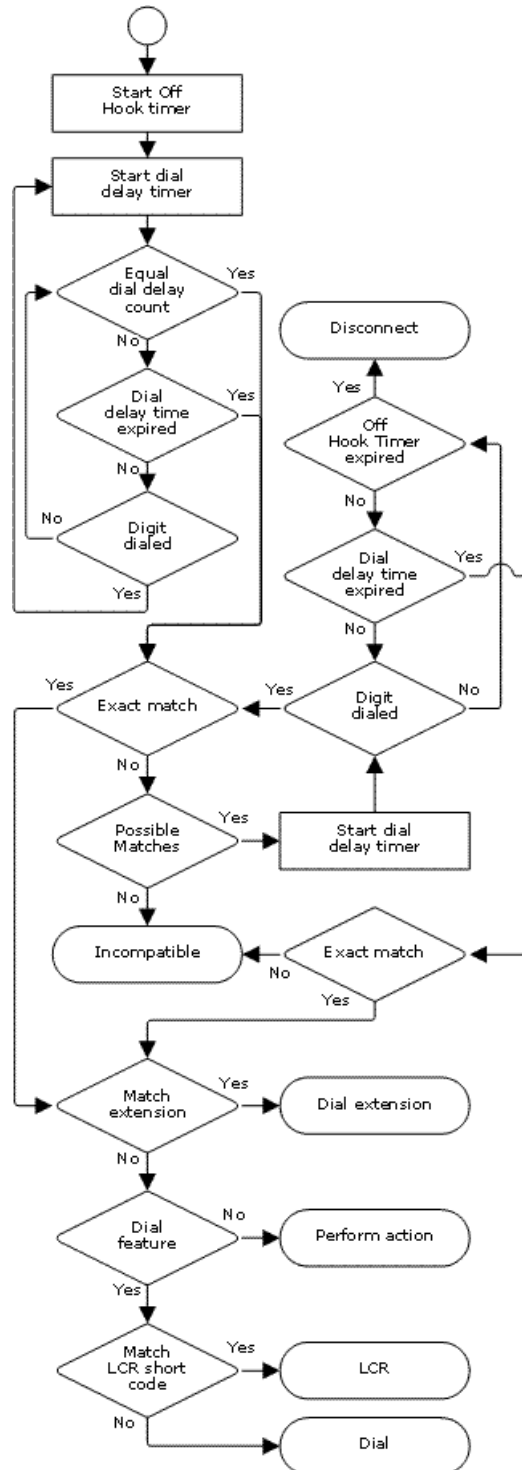 Start Off
Hook timer
Start dial
delay timer
Equal
dial delay
count
Yes
No
Disconnect
Dial
delay time
expired
Yes
No
Yes
Off
Hook Timer
expired
No
Digit
dialed
No
Yes
Dial
delay time
expired
Yes
No
Exact match
Yes
No
Digit
dialed
Yes
No
Possible
Matches
Yes
No
Start dial
delay timer
Incompatible
Exact match
No
Yes
Match
extension
Yes
No
Dial extension
Dial
feature
No
Yes
Perform action
Match
LCR short
code
Yes
No
LCR
Dial